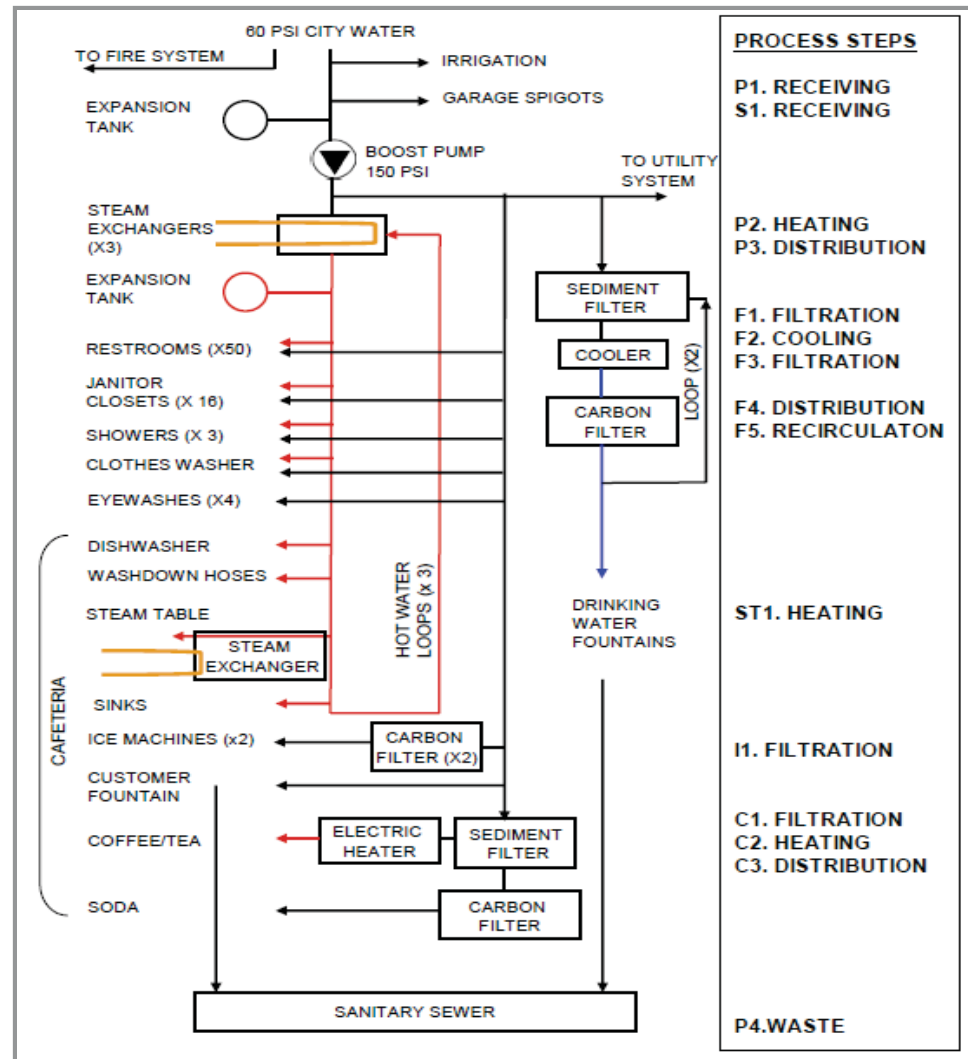 60 PSI CITY WATER
TO FIRE SYSTEM
IRRIGATION
GARAGE SPIGOTS
EXPANSION
TANK
BOOST PUMP
150 PSI
TO UTILITY
SYSTEM
STEAM
EXCHANGERS
(X3)
EXPANSION
TANK
SEDIMENT
FILTER
COOLER
CARBON
FILTER
LOOP (X2)
RESTROOMS (X50)
JANITOR
CLOSETS (X 16)
SHOWERS (X 3)
CLOTHES WASHER
EYEWASHES (X4)
DISHWASHER
WASHDOWN HOSES
STEAM TABLE
STEAM
EXCHANGER
HOT WATER
LOOPS (x 3)
DRINKING
WATER
FOUNTAINS
CAFETERIA
SINKS
ICE MACHINES (x2)
CARBON
FILTER (X2)
CUSTOMER
FOUNTAIN
COFFEE/TEA
ELECTRIC
HEATER
SEDIMENT
FILTER
SODA
CARBON
FILTER
SANITARY SEWER
PROCESS STEPS
P1. RECEIVING
S1. RECEIVING
P2. HEATING
P3. DISTRIBUTION
F1. FILTRATION
F2. COOLING
F3. FILTRATION
F4. DISTRIBUTION
F5. RECIRCULATON
ST1. HEATING
I1. FILTRATION
C1. FILTRATION
C2. HEATING
C3. DISTRIBUTION
P4.WASTE